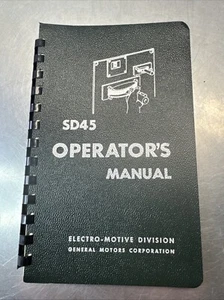 SD45
OPERATOR'S
MANUAL
ELECTRO-MOTIVE DIVISION
GENERAL MOTORS CORPORATION